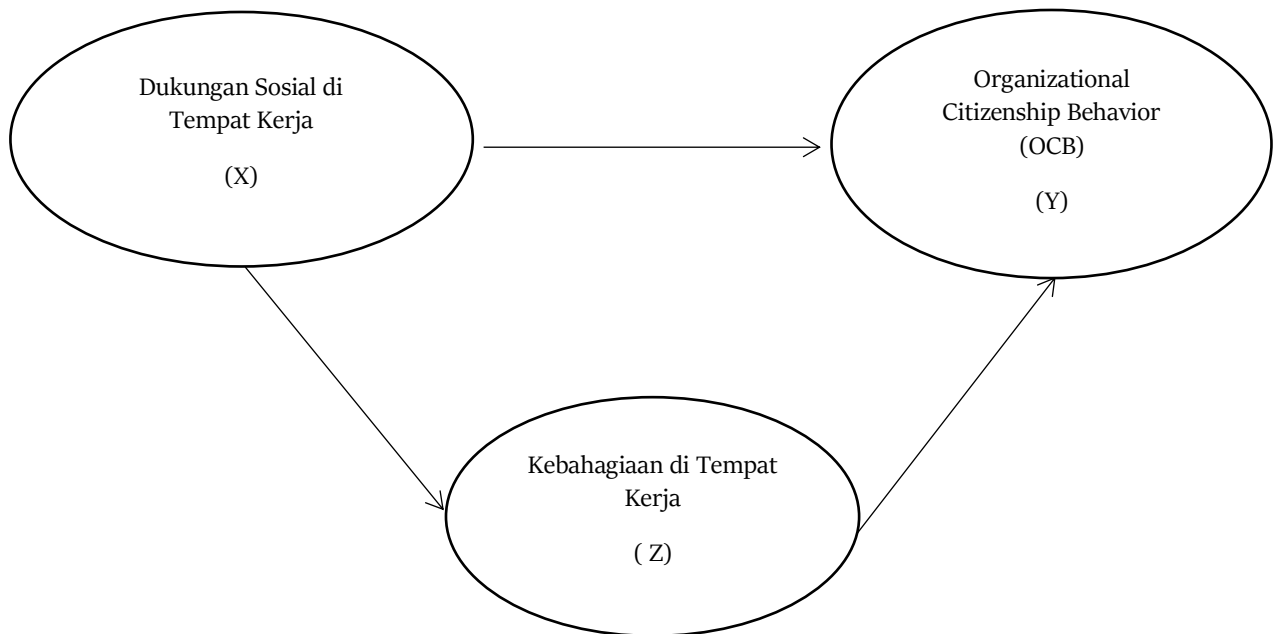 Dukungan Sosial di
Tempat Kerja
(X)
Organizational
Citizenship Behavior
(OCB)
(Y)
Kebahagiaan di Tempat
Kerja
( Z)